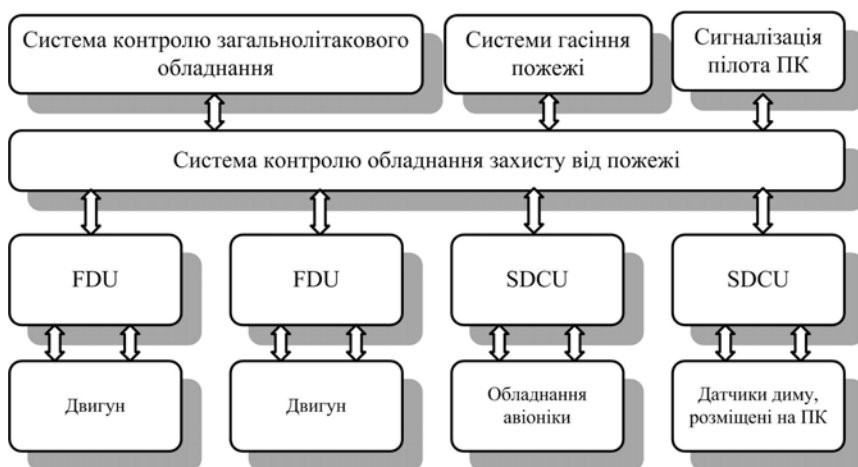 Система контролю загальнолітакового
обладнання
Системи гасіння
пожежі
Сигналізація
пілота ПК
Система контролю обладнання захисту від пожежі
FDU
FDU
SDCU
SDCU
Двигун
Двигун
Обладнання
авіоніки
Датчики диму,
розміщені на ПК